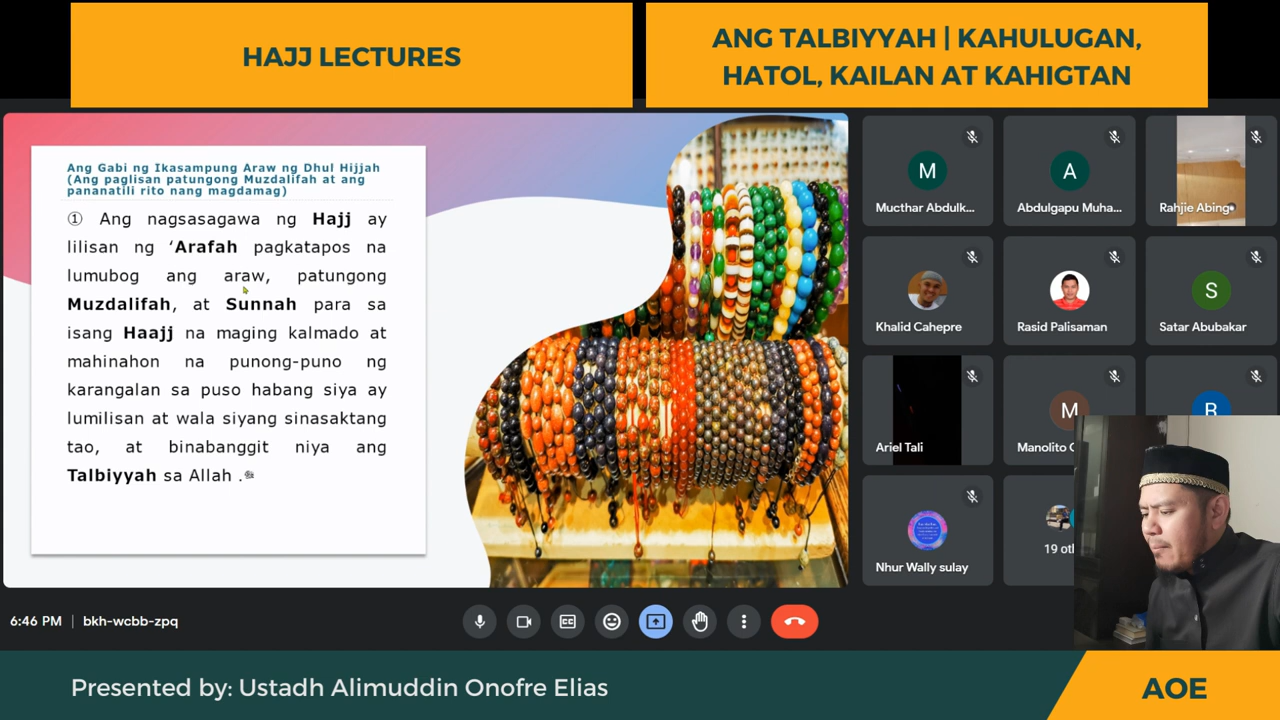 HAJJ LECTURES
ANG TALBIYYAH | KAHULUGAN,
HATOL, KAILAN AT KAHIGTAN
Ang Gabi ng Ikasampung Araw ng Dhul Hijjah
(Ang paglisan patungong Muzdalifah at ang
pananatili rito nang magdamag)
① Ang nagsasagawa ng Hajj ay
lilisan ng ‘Arafah pagkatapos na
lumubog ang araw, patungong
Muzdalifah, at Sunnah para sa
isang Haajj na maging kalmado at
mahinahon na punong-puno ng
karangalan sa puso habang siya ay
lumilisan at wala siyang sinasaktang
tao, at binabanggit niya ang
Talbiyyah sa Allah .
M
Mucthar Abdulk...
A
Abdulgapu Muha...
Rahjie Abing
Khalid Cahepre
Rasid Palisaman
S
Satar Abubakar
Ariel Tali
M
Manolito
R
Nhur Wally sulay
19 ot
6:46 PM | bkh-wcbb-zpq
Presented by: Ustadh Alimuddin Onofre Elias
AOE